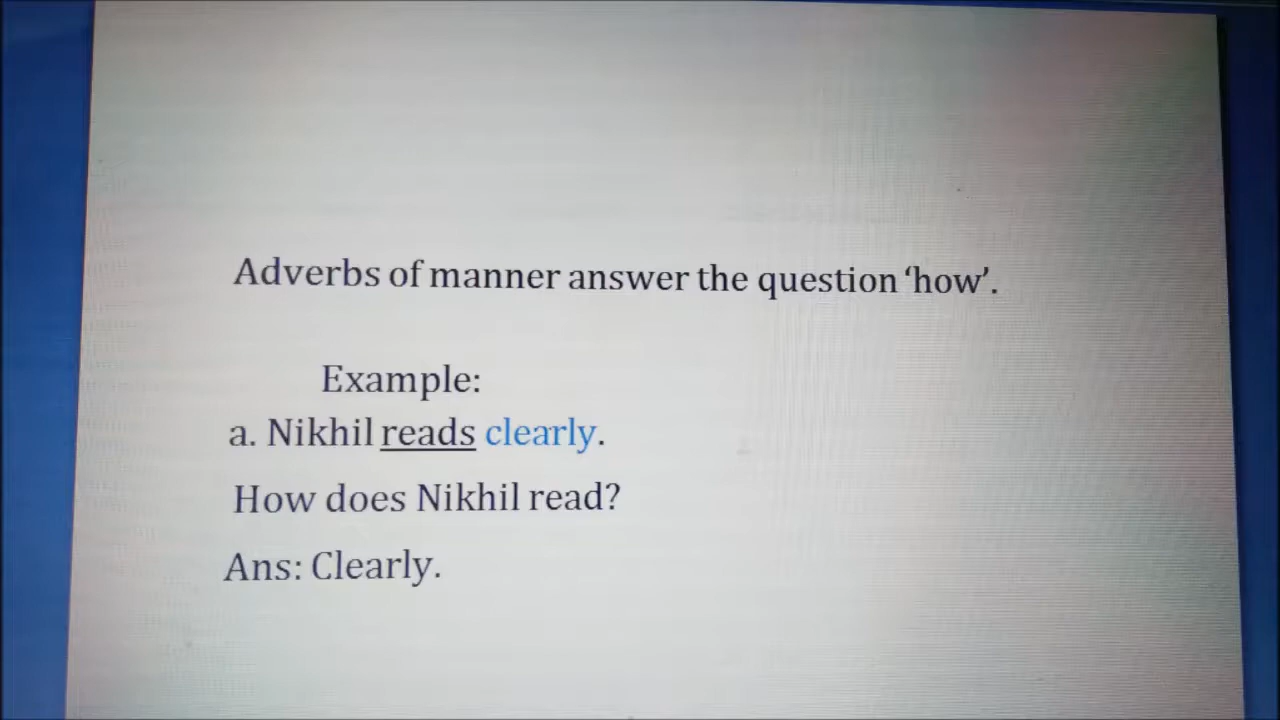 Adverbs of manner answer the question ‘how’.
Example:
a. Nikhil reads clearly.
How does Nikhil read?
Ans: Clearly.